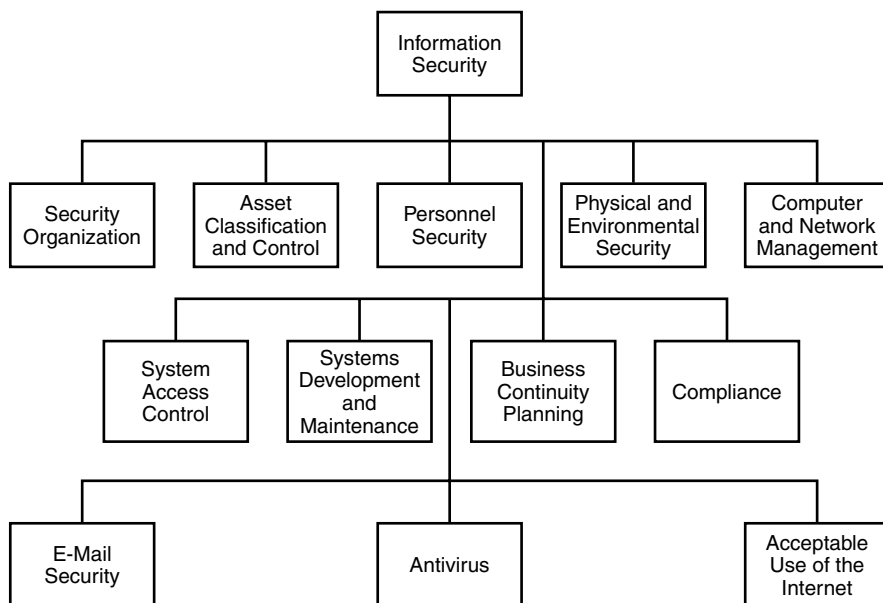 Information
Security
Security
Organization
Asset
Classification
and Control
Personnel
Security
Physical and
Environmental
Security
Computer
and Network
Management
System
Access
Control
Systems
Development
and
Maintenance
Business
Continuity
Planning
Compliance
E-Mail
Security
Antivirus
Acceptable
Use of the
Internet